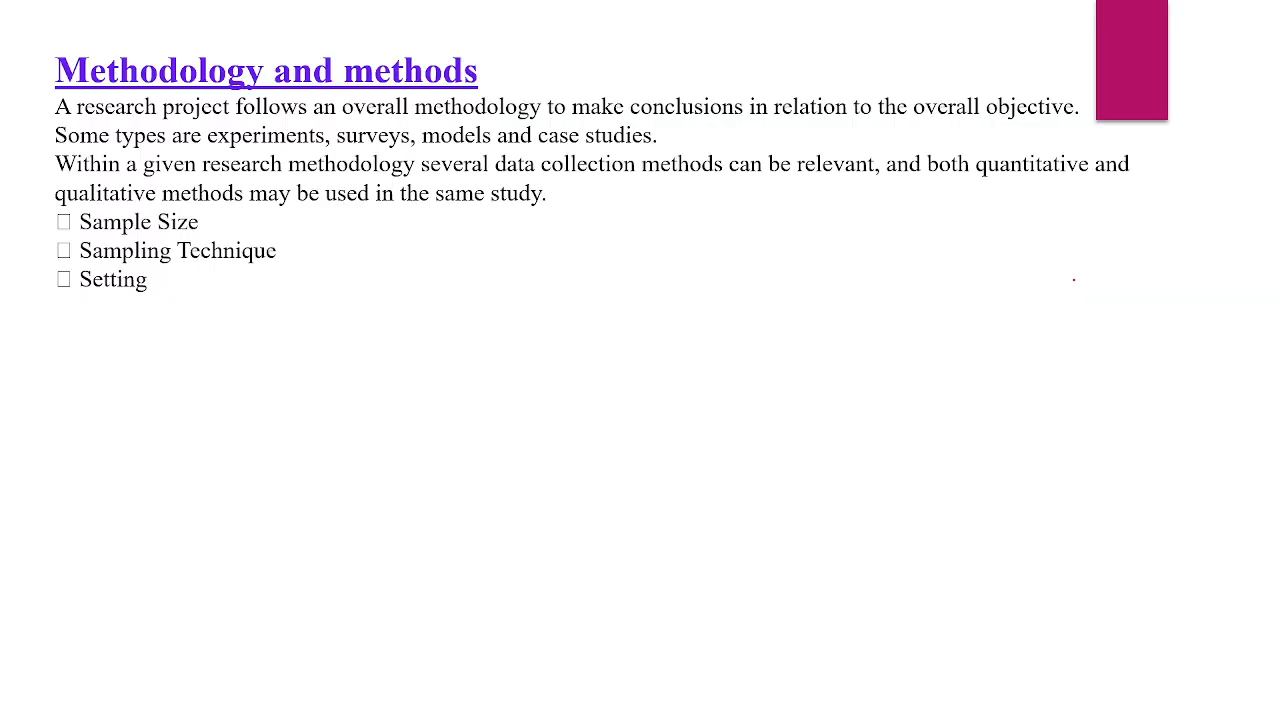 Methodology and methods
A research project follows an overall methodology to make conclusions in relation to the overall objective.
Some types are experiments, surveys, models and case studies.
Within a given research methodology several data collection methods can be relevant, and both quantitative and
qualitative methods may be used in the same study.
 Sample Size
 Sampling Technique
 Setting